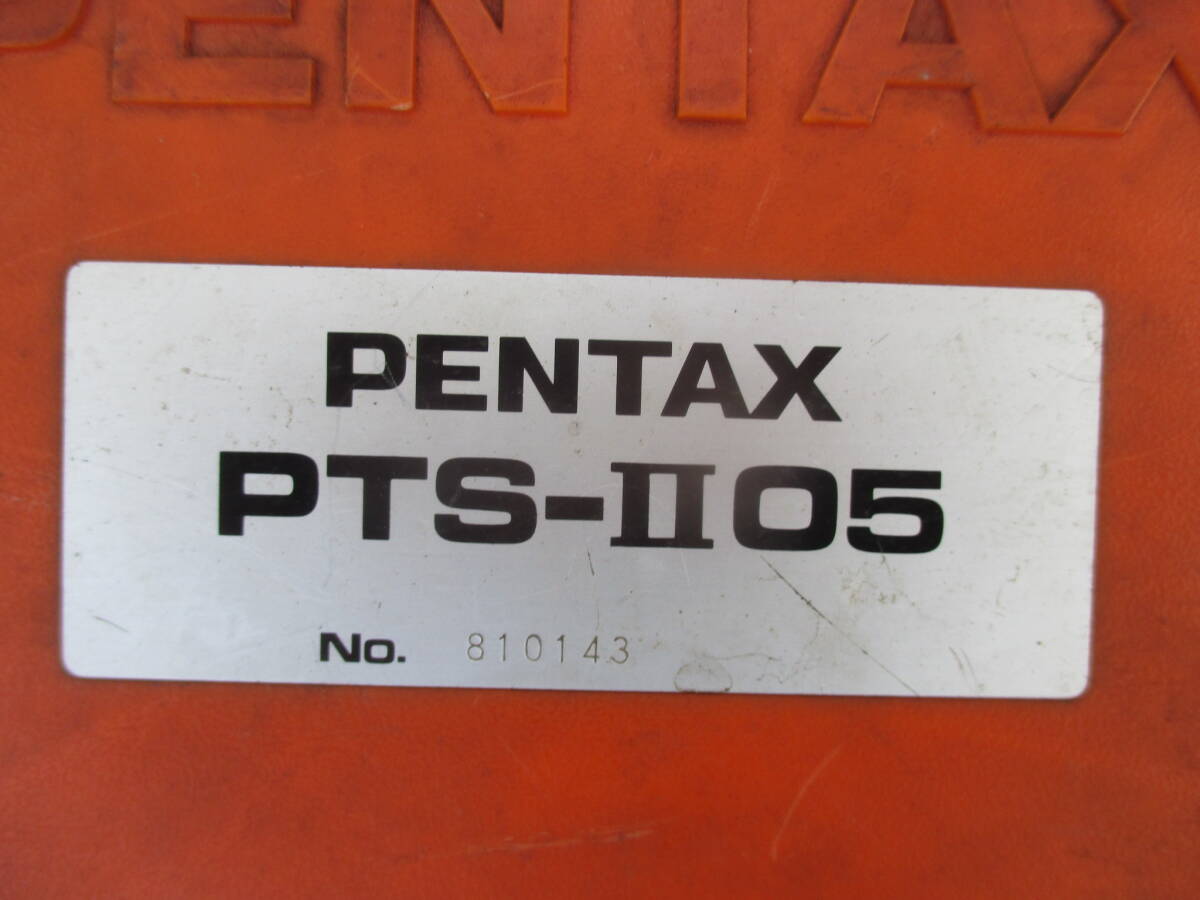 PENTAX
PENTAX
PTS-II05
No. 810143